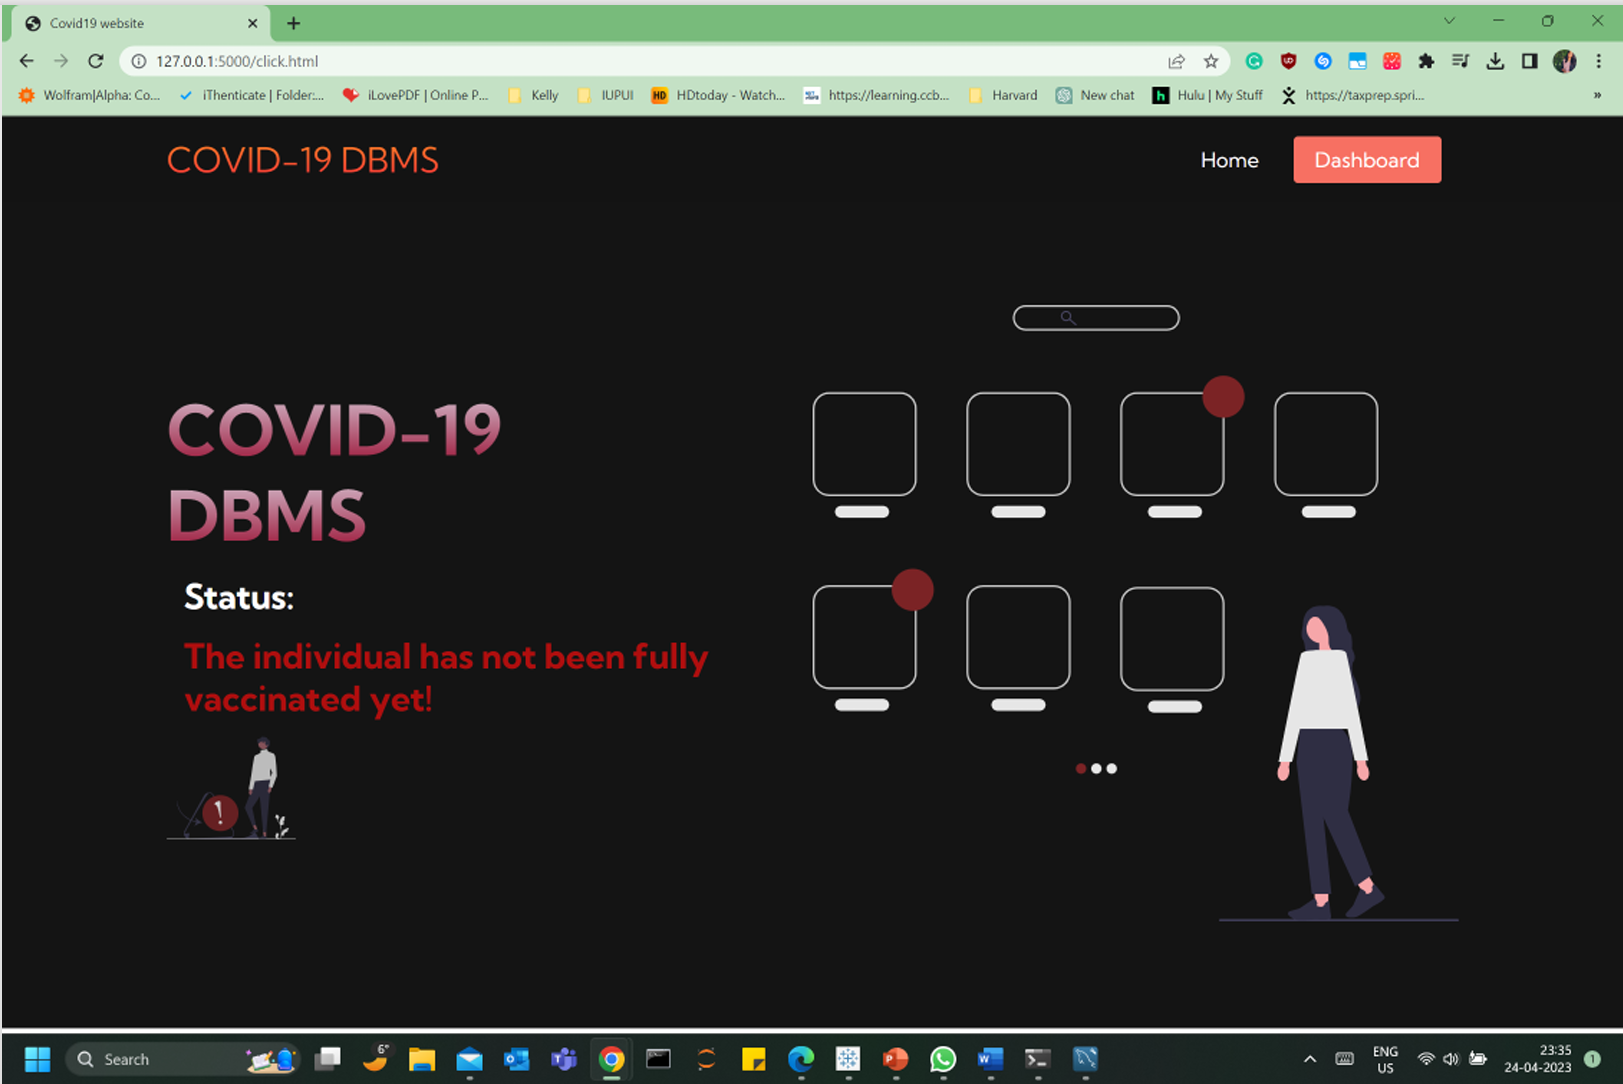 Covid19 website
127.0.0.1:5000/click.html
Wolfram|Alpha: Co... iThenticate | Folder:... iLovePDF | Online P... Kelly IUPUI HD HDtoday - Watch... https://learning.ccb... Harvard New chat h Hulu | My Stuff https://taxprep.spri... »
COVID-19 DBMS Home Dashboard
COVID-19
DBMS
Status:
The individual has not been fully
vaccinated yet!
!
Search 6° ENG US 23:35 24-04-2023 1